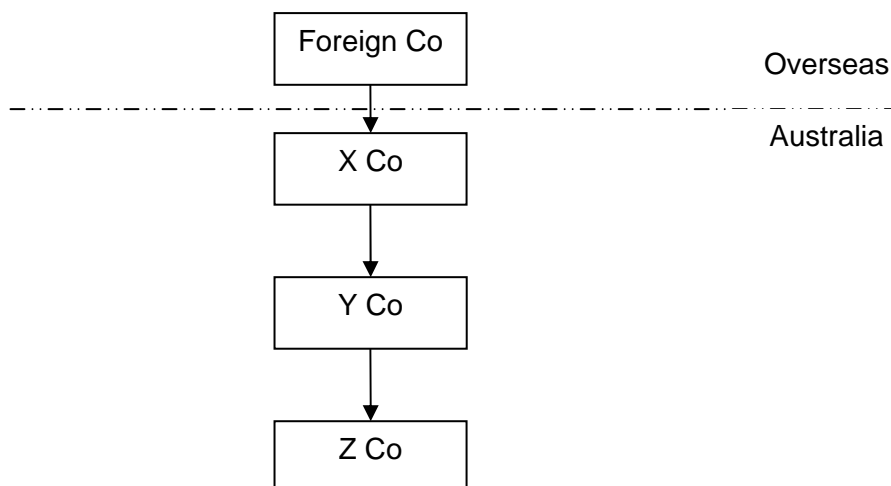 Foreign Co
Overseas
Australia
X Co
Y Co
Z Co